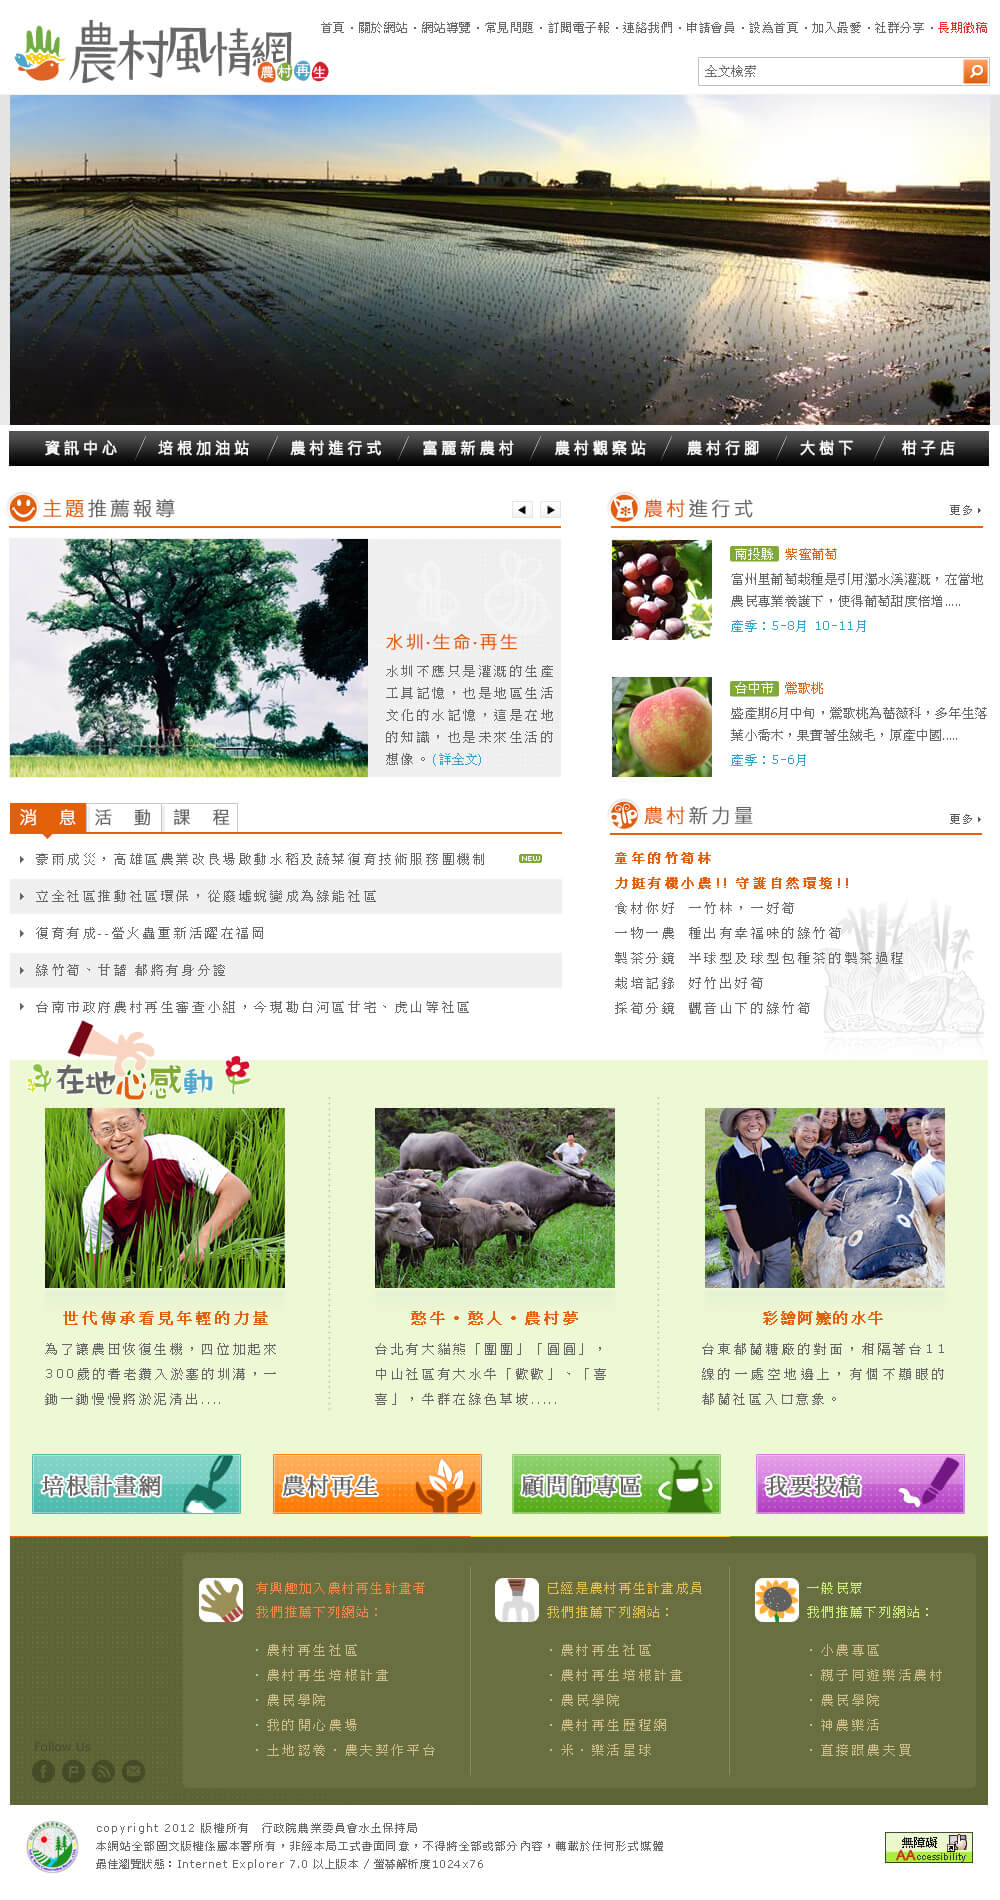 農村風情網
農村再生
首頁・關於網站・網站導覽・常見問題・訂閱電子報・連絡我們・申請會員・設為首頁・加入最愛・社群分享・長期徵稿
全文檢索
資訊中心 / 培根加油站 / 農村進行式 / 富麗新農村 / 農村觀察站 / 農村行腳 / 大樹下 / 柑子店
主題推薦報導
水圳·生命·再生
水圳不應只是灌溉的生產
工具記憶，也是地區生活
文化的水記憶，這是在地
的知識，也是未來生活的
想像。(詳全文)
農村進行式
更多
南投縣 紫蜜葡萄
富州里葡萄栽種是引用濁水溪灌溉，在當地
農民專業養護下，使得葡萄甜度倍增.....
產季：5-8月 10-11月
台中市 鶯歌桃
盛產期6月中旬，鶯歌桃為薔薇科，多年生落
葉小喬木，果實著生絨毛，原產中國.....
產季：5-6月
消息 活動 課程
豪雨成災，高雄區農業改良場啟動水稻及蔬菜復育技術服務團機制 NEW
立全社區推動社區環保，從廢墟蛻變成為綠能社區
復育有成--螢火蟲重新活躍在福岡
綠竹筍、甘藷 都將有身分證
台南市政府農村再生審查小組，今現勘白河區甘宅、虎山等社區
農村新力量
更多
童年的竹筍林
力挺有機小農!! 守護自然環境!!
食材你好 一竹林，一好筍
一物一農 種出有幸福味的綠竹筍
製茶分鏡 半球型及球型包種茶的製茶過程
栽培記錄 好竹出好筍
採筍分鏡 觀音山下的綠竹筍
在地心感動
世代傳承看見年輕的力量
為了讓農田恢復生機，四位加起來
300歲的耆老鑽入淤塞的圳溝，一
鋤一鋤慢慢將淤泥清出....
憨牛・憨人・農村夢
台北有大貓熊「團團」「圓圓」，
中山社區有大水牛「歡歡」、「喜
喜」，牛群在綠色草坡.....
彩繪阿嬤的水牛
台東都蘭糖廠的對面，相隔著台11
線的一處空地邊上，有個不顯眼的
都蘭社區入口意象。
培根計畫網
農村再生
顧問師專區
我要投稿
有興趣加入農村再生計畫者
我們推薦下列網站：
・農村再生社區
・農村再生培根計畫
・農民學院
・我的開心農場
・土地認養・農夫契作平台
已經是農村再生計畫成員
我們推薦下列網站：
・農村再生社區
・農村再生培根計畫
・農民學院
・農村再生歷程網
・米・樂活星球
一般民眾
我們推薦下列網站：
・小農專區
・親子同遊樂活農村
・農民學院
・神農樂活
・直接跟農夫買
Follow Us
copyright 2012 版權所有 行政院農業委員會水土保持局
本網站全部圖文版權係屬本署所有，非經本局工式書面同意，不得將全部或部分內容，轉載於任何形式媒體
最佳瀏覽狀態：Internet Explorer 7.0 以上版本 / 螢幕解析度1024x76
無障礙
AAccessibility